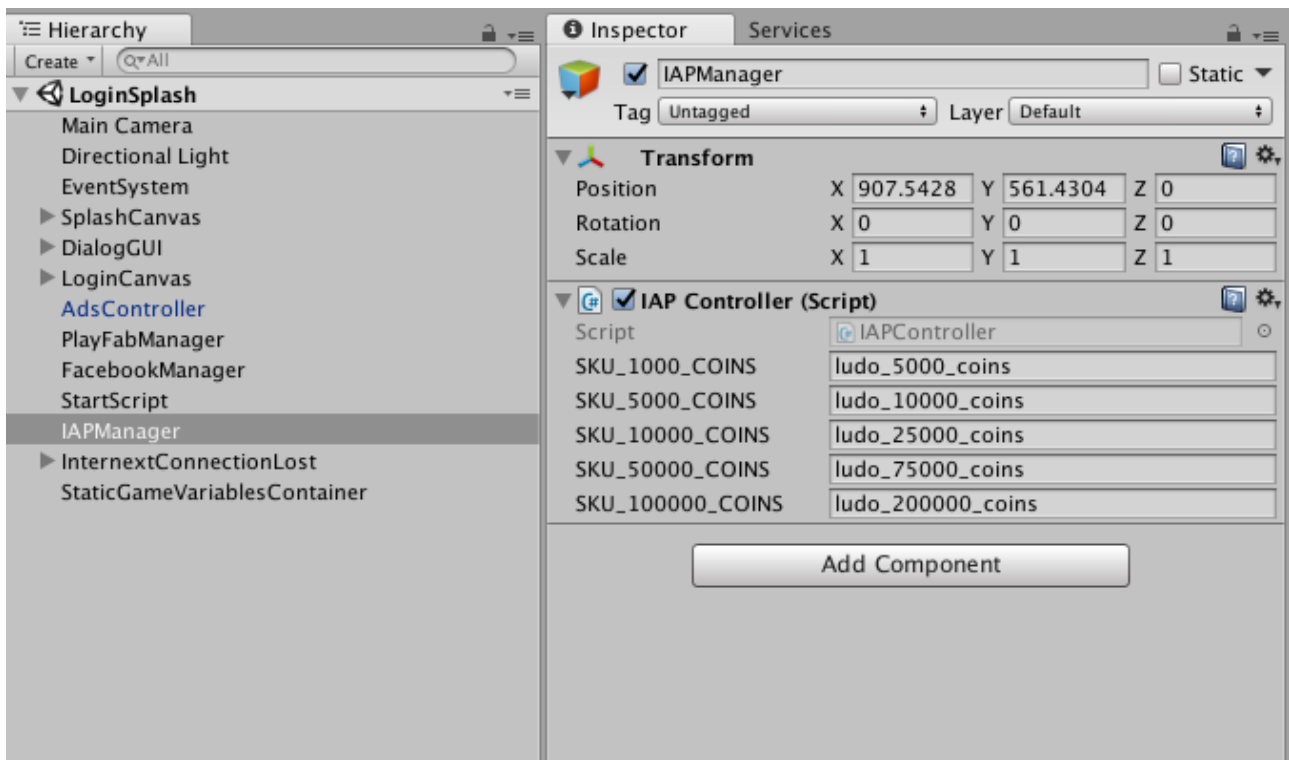 Hierarchy
Create
All
LoginSplash
Main Camera
Directional Light
EventSystem
SplashCanvas
DialogGUI
LoginCanvas
AdsController
PlayFabManager
FacebookManager
StartScript
IAPManager
InternextConnectionLost
StaticGameVariablesContainer
Inspector Services
IAPManager Static
Tag Untagged Layer Default
Transform
Position X 907.5428 Y 561.4304 Z 0
Rotation X 0 Y 0 Z 0
Scale X 1 Y 1 Z 1
C# IAP Controller (Script)
Script IAPController
SKU_1000_COINS ludo_5000_coins
SKU_5000_COINS ludo_10000_coins
SKU_10000_COINS ludo_25000_coins
SKU_50000_COINS ludo_75000_coins
SKU_100000_COINS ludo_200000_coins
Add Component